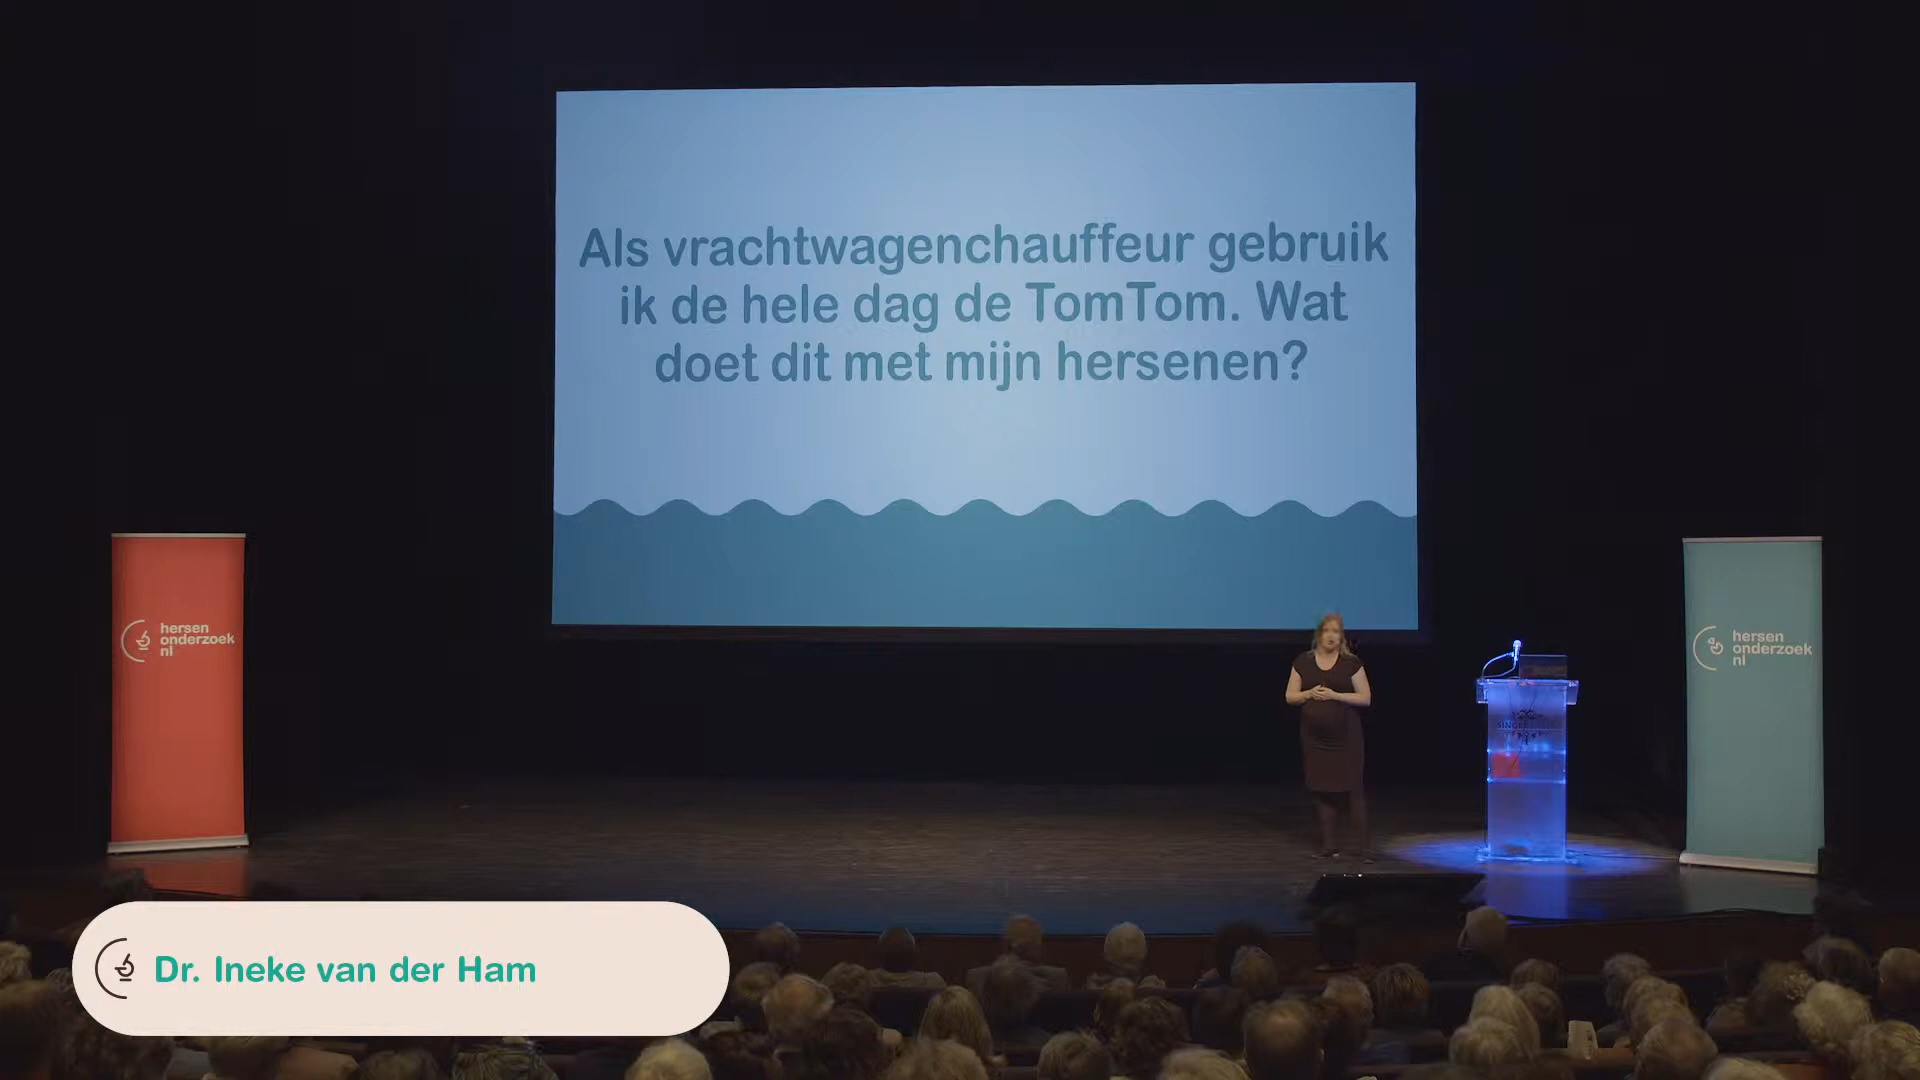 Als vrachtwagenchauffeur gebruik
ik de hele dag de TomTom. Wat
doet dit met mijn hersenen?
hersen
onderzoek
nl
hersen
onderzoek
nl
Dr. Ineke van der Ham